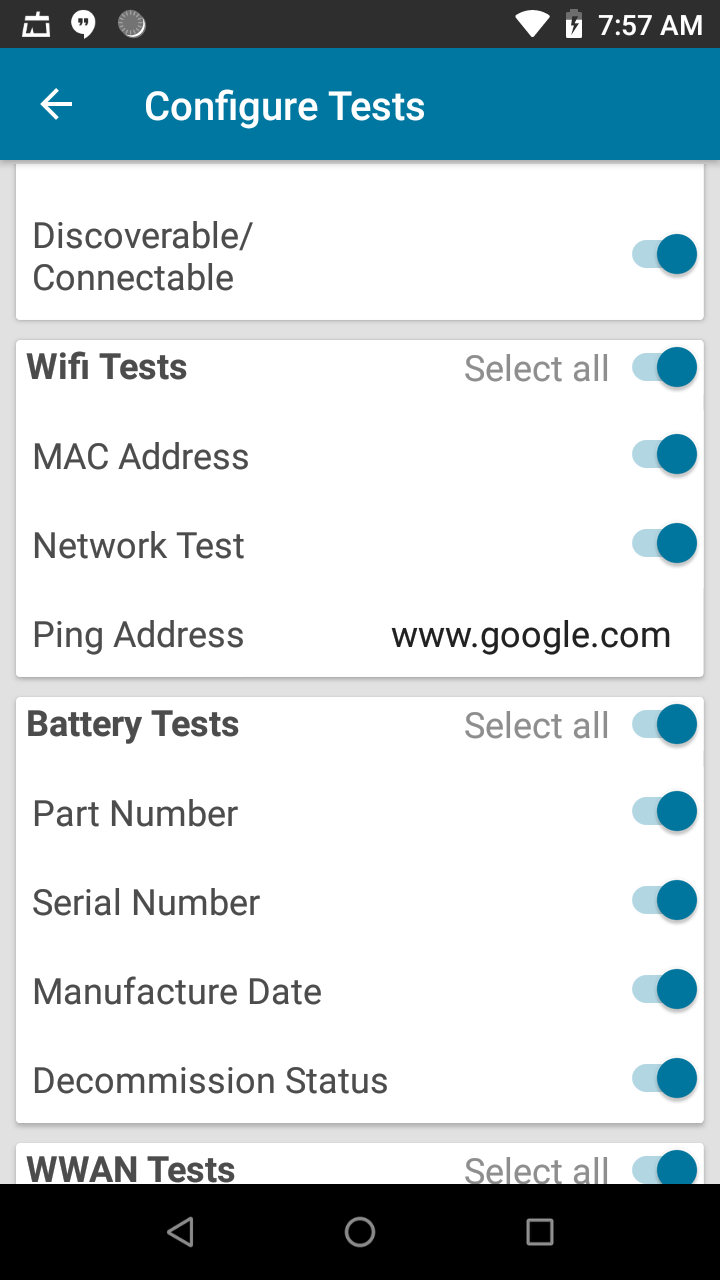 7:57 AM
Configure Tests
Discoverable/
Connectable
Wifi Tests Select all
MAC Address
Network Test
Ping Address www.google.com
Battery Tests Select all
Part Number
Serial Number
Manufacture Date
Decommission Status
WWAN Tests Select all